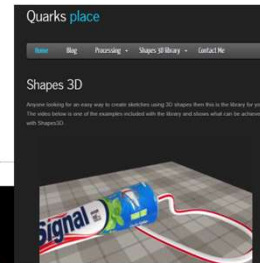 Quarks place
Home Blog Processing Shapes 3D library Contact Me
Shapes 3D
Anyone looking for an easy way to create sketches using 3D shapes then this is the library for
The video below is one of the examples included with the library and shows what can be
with Shapes3D.
Signal